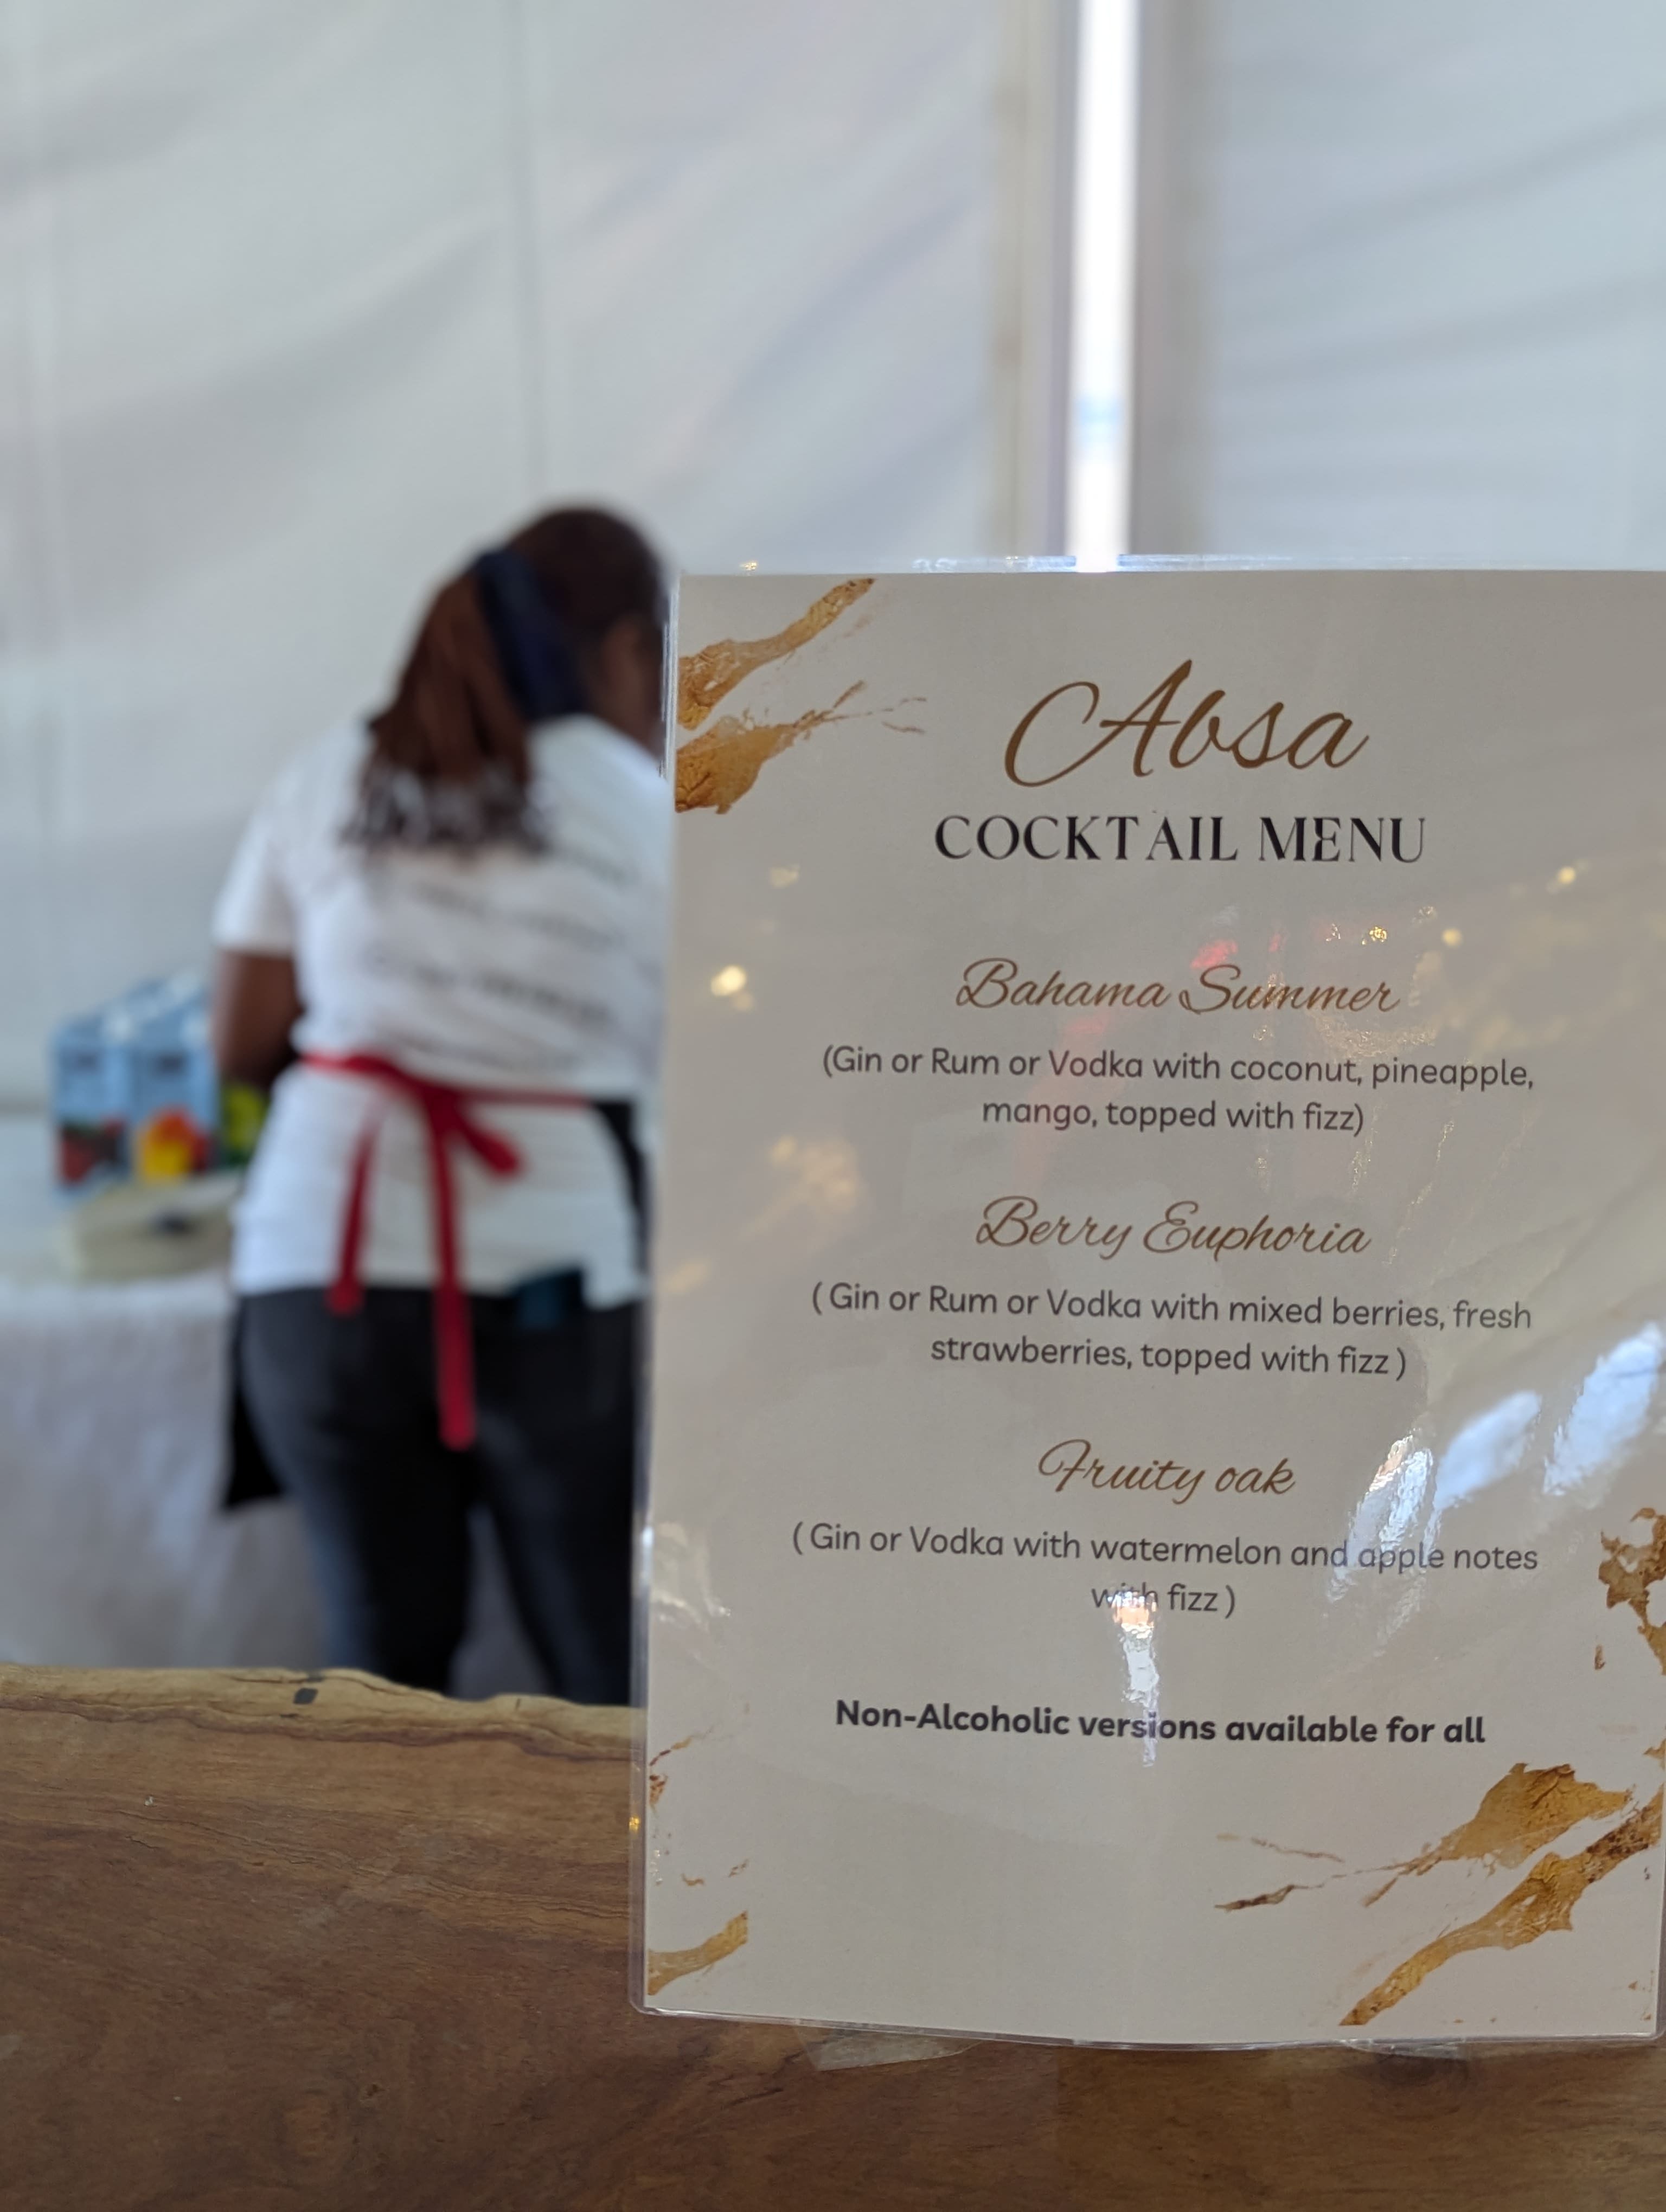 Absa
COCKTAIL MENU
Bahama Summer
(Gin or Rum or Vodka with coconut, pineapple,
mango, topped with fizz)
Berry Euphoria
( Gin or Rum or Vodka with mixed berries, fresh
strawberries, topped with fizz )
Fruity oak
( Gin or Vodka with watermelon and apple notes
with fizz )
Non-Alcoholic versions available for all